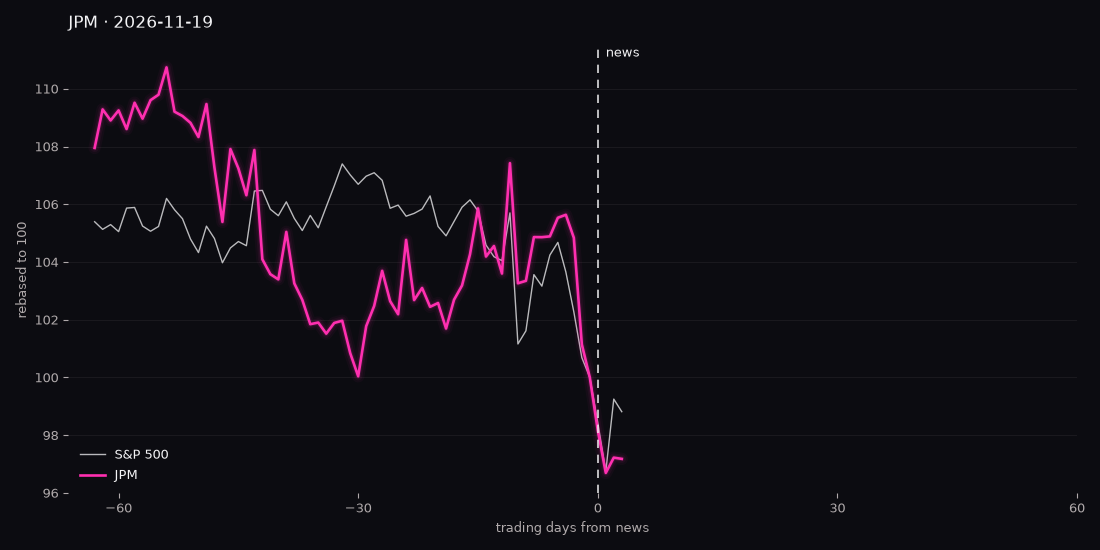 JPM · 2026-11-19
news
rebased to 100
110
108
106
104
102
100
98
96
S&P 500
JPM
−60
−30
0
30
60
trading days from news